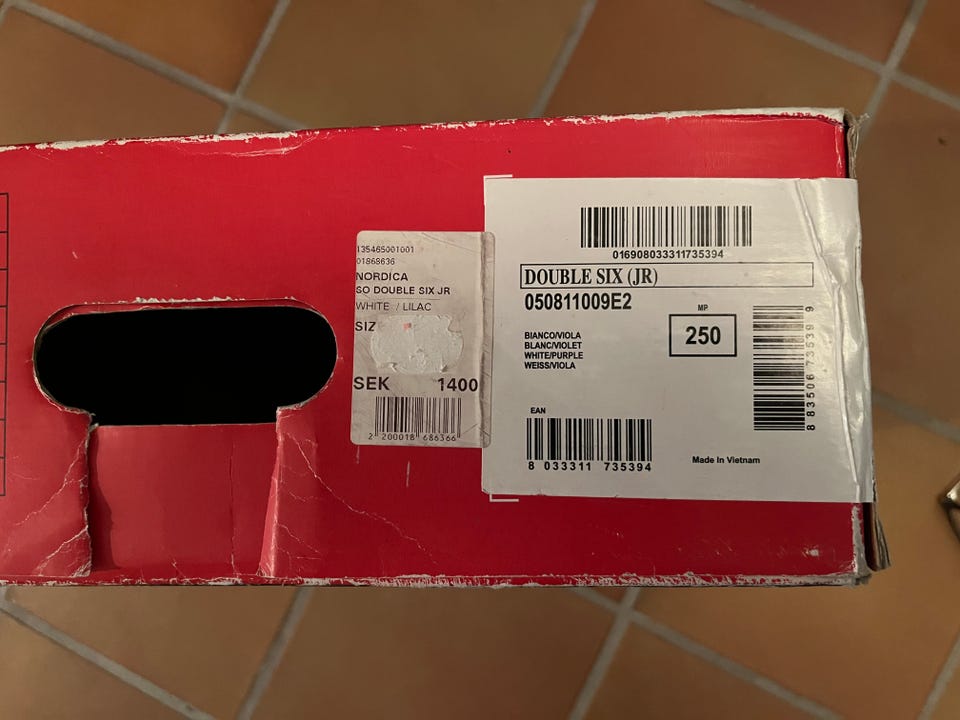 135465001001
01868636
NORDICA
SO DOUBLE SIX JR
WHITE / LILAC
SIZ
SEK 1400
2 200018 686366
016908033311735394
DOUBLE SIX (JR)
050811009E2
MP
250
BIANCO/VIOLA
BLANC/VIOLET
WHITE/PURPLE
WEISS/VIOLA
EAN
8 033311 735394
Made In Vietnam